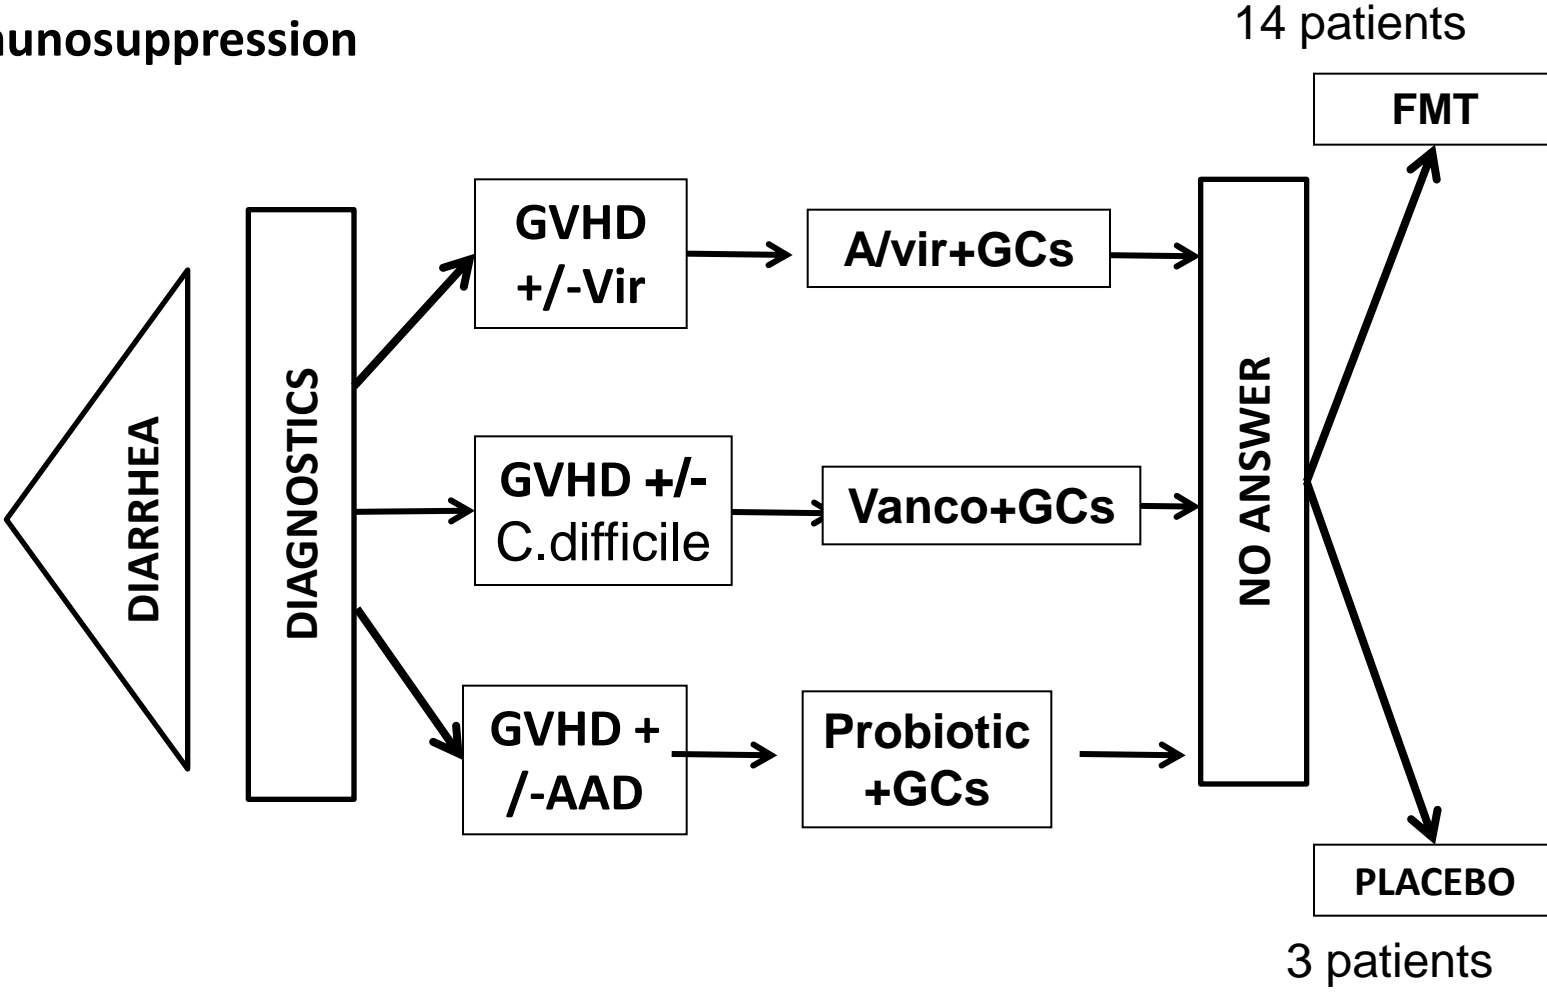 14 patients
FMT
DIARRHEA
DIAGNOSTICS
GVHD
+/-Vir
A/vir+GCs
GVHD +/-
C.difficile
Vanco+GCs
GVHD +
/-AAD
Probiotic
+GCs
NO ANSWER
PLACEBO
3 patients